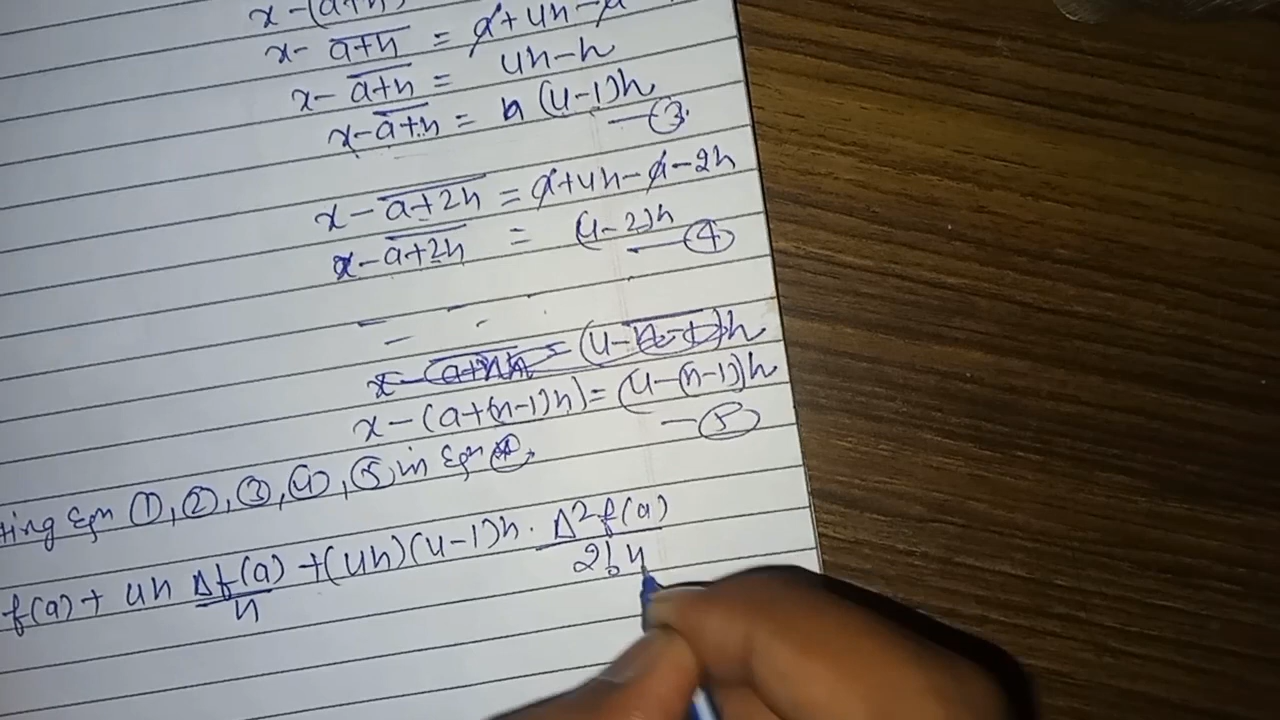 x - (a+h)
x - a+h = a + uh - a
x - a+h = uh - h
x - a+h = (u-1)h — ③
x - a+2h = a+uh - a - 2h
x - a+2h = (u-2)h — ④
x - (a+(n-1)h) = (u-(n-1))h — ⑤
ting Eqn ①, ②, ③, ④, ⑤ in Eqn
f(a) + uh Δf(a)/h + (uh)(u-1)h . Δ²f(a)/2! h